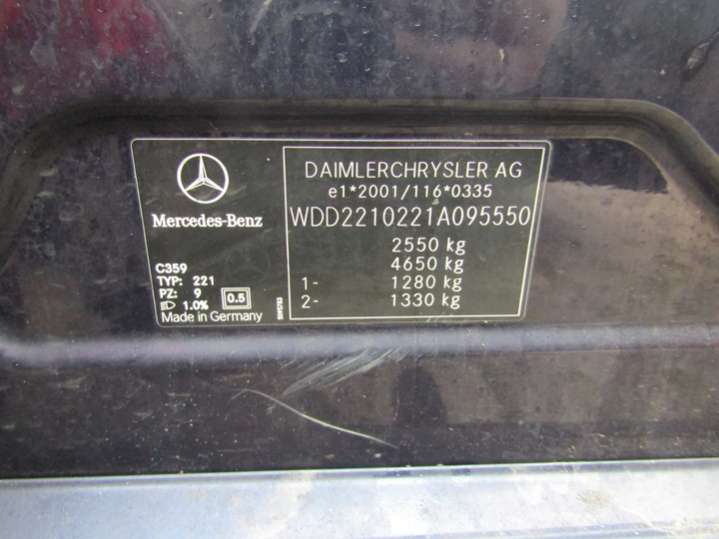 DAIMLERCHRYSLER AG
e1*2001/116*0335
Mercedes-Benz
WDD2210221A095550
2550 kg
4650 kg
1- 1280 kg
2- 1330 kg
C359
TYP: 221
PZ: 9
1.0% 0.5
Made in Germany